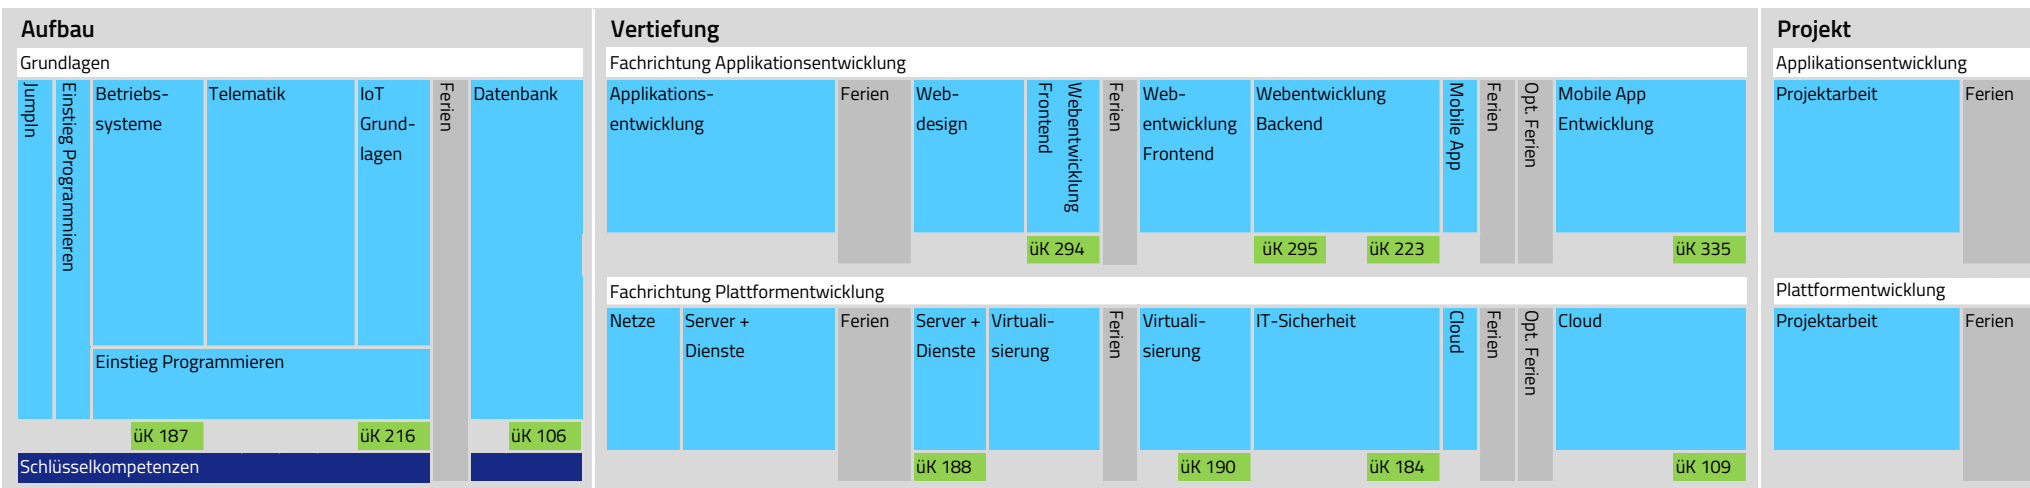 Aufbau
Grundlagen
JumpIn
Einstieg Programmieren
Betriebs-
systeme
Telematik
IoT
Grund-
lagen
Ferien
Datenbank
Einstieg Programmieren
üK 187
üK 216
üK 106
Schlüsselkompetenzen
Vertiefung
Fachrichtung Applikationsentwicklung
Applikations-
entwicklung
Ferien
Web-
design
Webentwicklung
Frontend
Ferien
Web-
entwicklung
Frontend
Webentwicklung
Backend
Mobile App
Ferien
Opt. Ferien
Mobile App
Entwicklung
üK 294
üK 295
üK 223
üK 335
Fachrichtung Plattformentwicklung
Netze
Server +
Dienste
Ferien
Server +
Dienste
Virtuali-
sierung
Ferien
Virtuali-
sierung
IT-Sicherheit
Cloud
Ferien
Opt. Ferien
Cloud
üK 188
üK 190
üK 184
üK 109
Projekt
Applikationsentwicklung
Projektarbeit
Ferien
Plattformentwicklung
Projektarbeit
Ferien